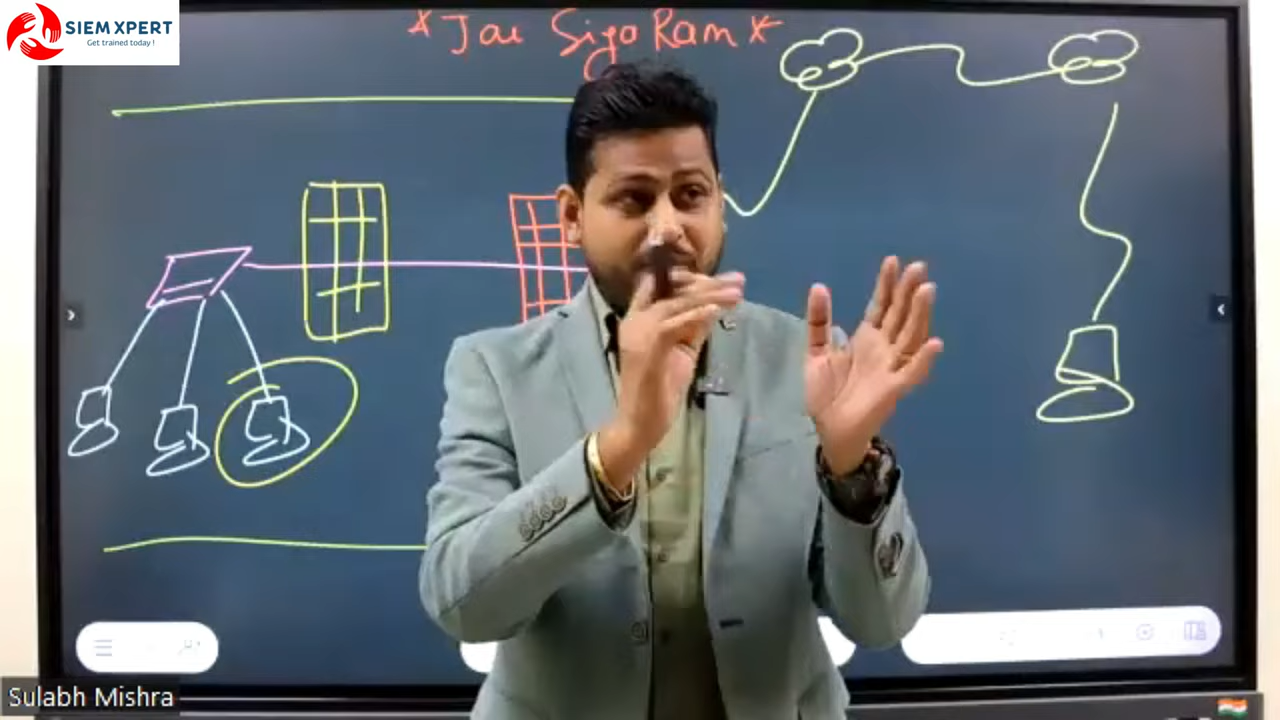 SIEM XPERT
Get trained today !
* Jai Siya Ram *
Sulabh Mishra